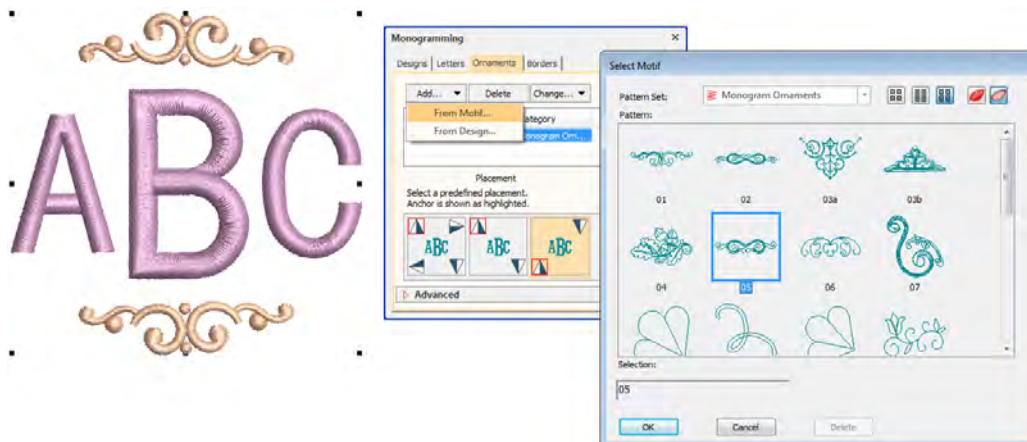 ABC
Monogramming
Designs Letters Ornaments Borders
Add... Delete Change...
From Motif...
From Design...
ategory
onogram Orn...
Placement
Select a predefined placement.
Anchor is shown as highlighted.
ABC ABC ABC
Advanced
Select Motif
Pattern Set: Monogram Ornaments
Pattern:
01 02 03a 03b
04 05 06 07
Selection:
05
OK Cancel Delete